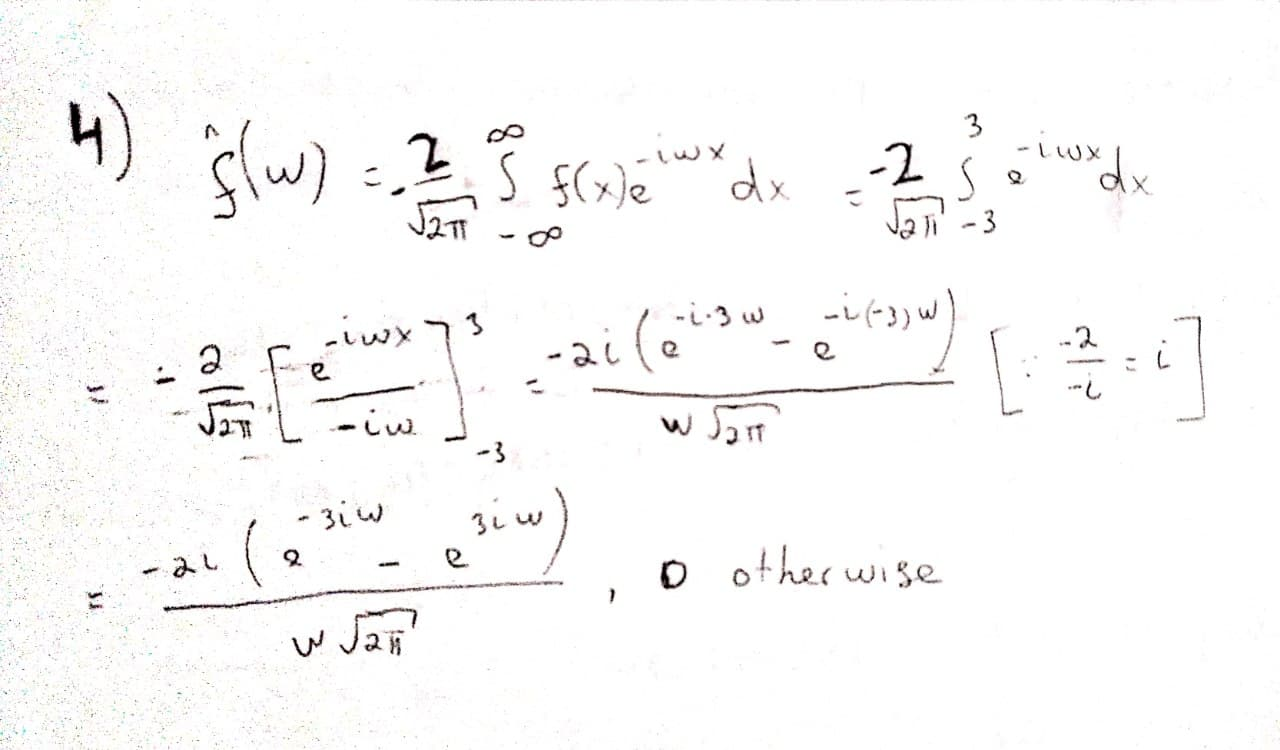 4) f̂(w) = -2/√2π ∫_{-∞}^{∞} f(x)e^{-iwx} dx = -2/√2π ∫_{-3}^{3} e^{-iwx} dx
= -2/√2π · [e^{-iwx}/-iw]_{-3}^{3} = -2i(e^{-i·3w} - e^{-i(-3)w})/w√2π [∵ -2/-i = i]
= -2i(e^{-3iw} - e^{3iw})/w√2π , 0 otherwise